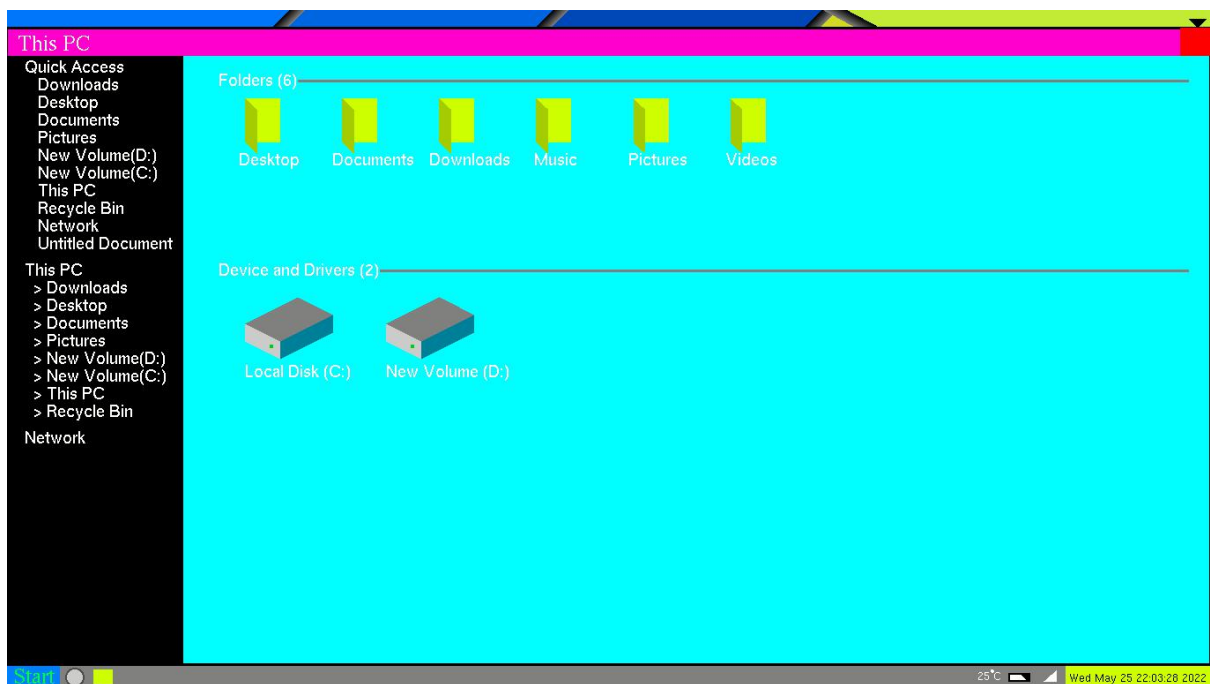 This PC
Quick Access
Downloads
Desktop
Documents
Pictures
New Volume(D:)
New Volume(C:)
This PC
Recycle Bin
Network
Untitled Document
This PC
> Downloads
> Desktop
> Documents
> Pictures
> New Volume(D:)
> New Volume(C:)
> This PC
> Recycle Bin
Network
Folders (6)
Desktop Documents Downloads Music Pictures Videos
Device and Drivers (2)
Local Disk (C:) New Volume (D:)
Start 25°C Wed May 25 22:03:28 2022